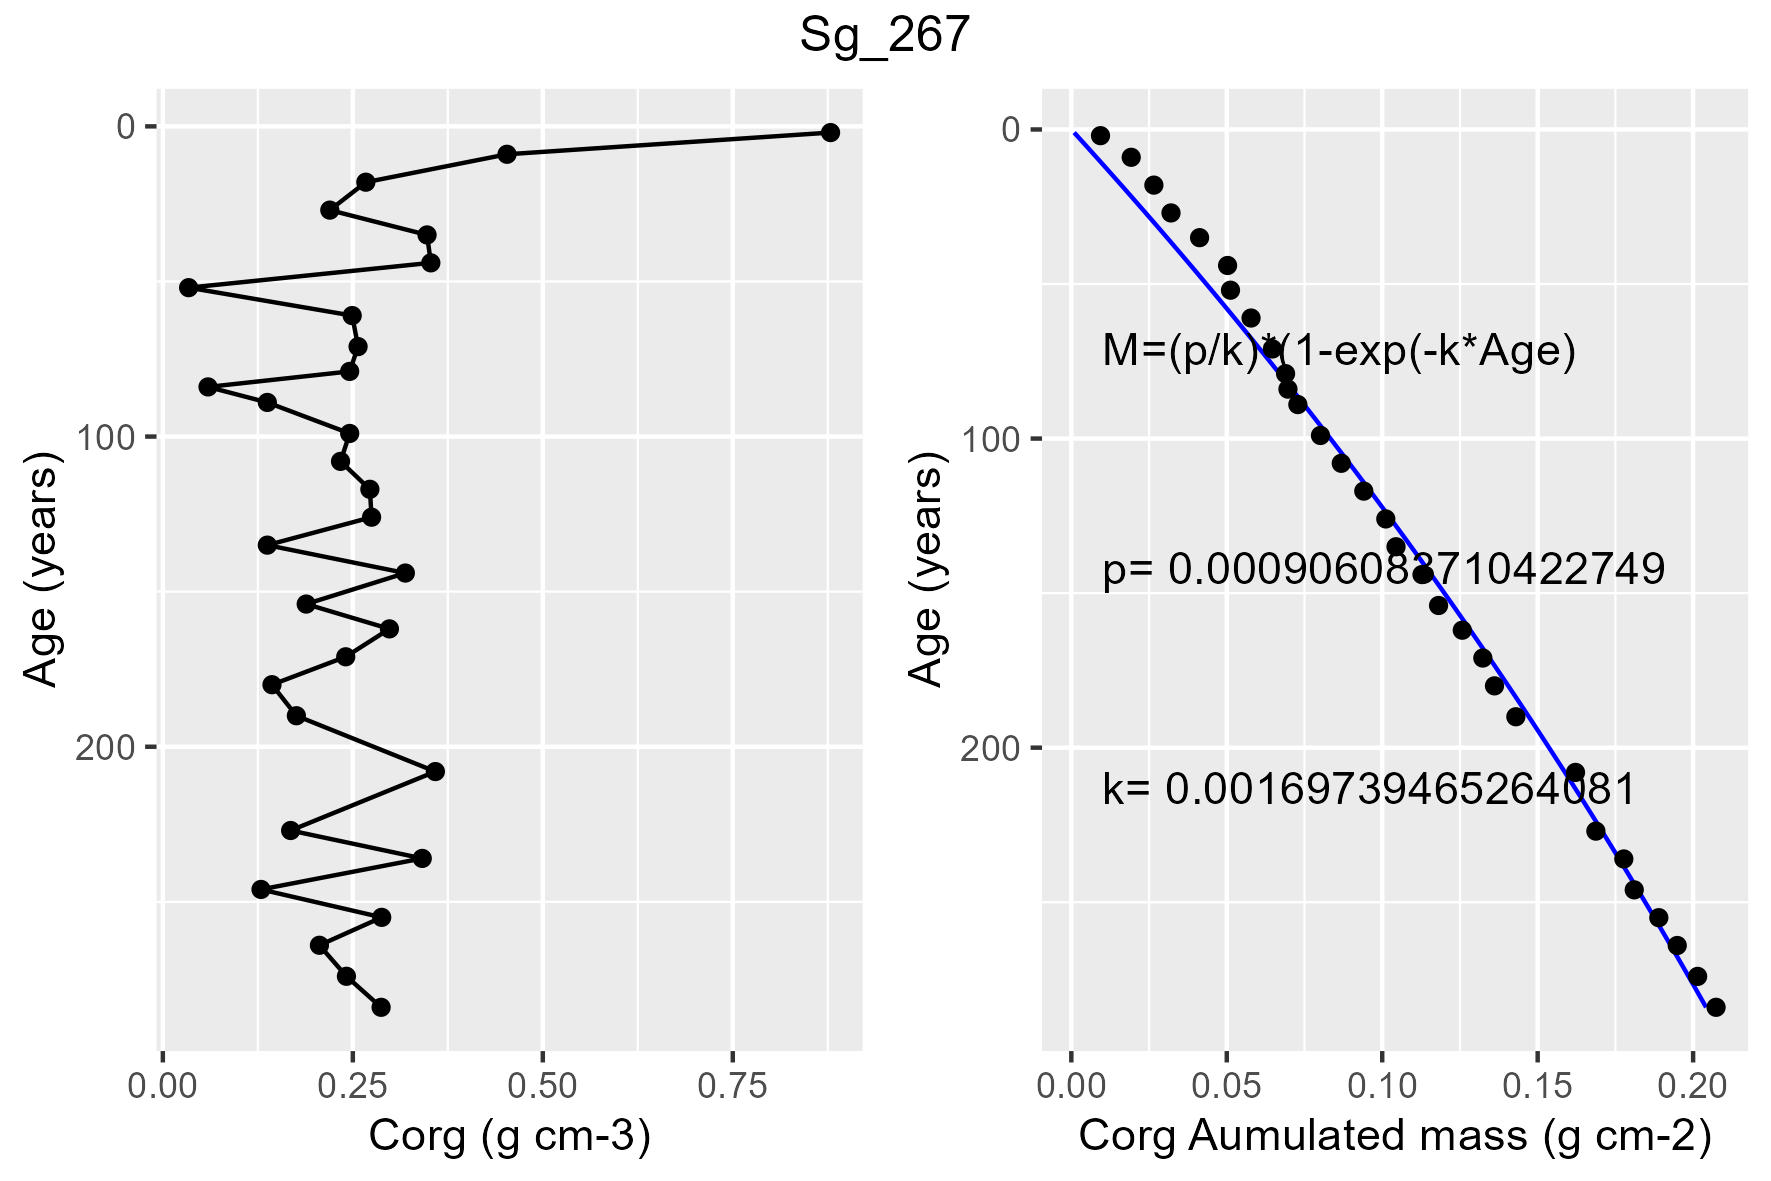 Sg_267
0
100
200
Age (years)
0.00
0.25
0.50
0.75
Corg (g cm-3)
0
100
200
Age (years)
M=(p/k)*(1-exp(-k*Age)
p=
k= 0.00169739465264081
0.00
0.05
0.10
0.15
0.20
Corg Aumulated mass (g cm-2)